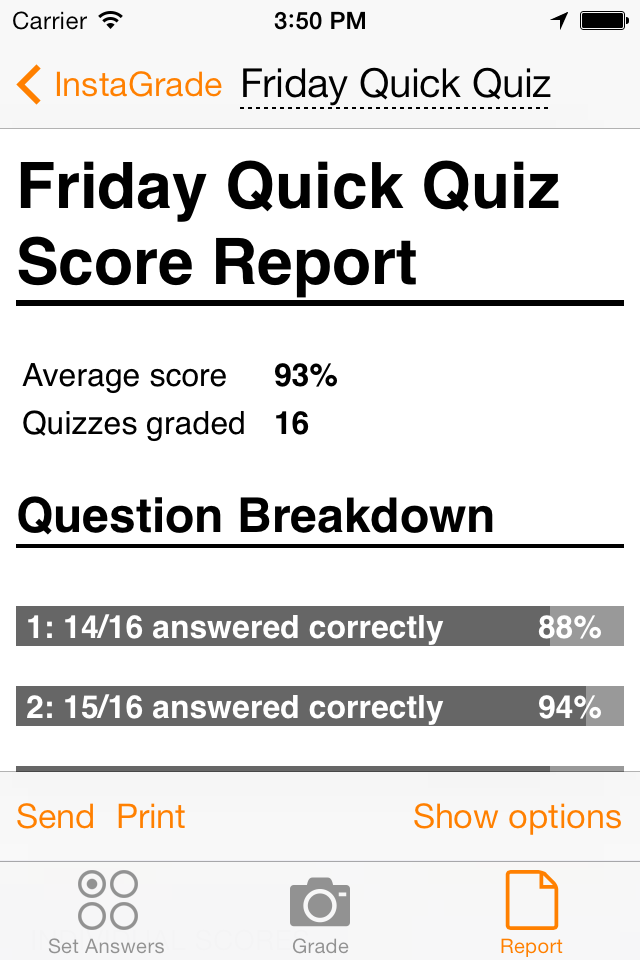 Carrier 3:50 PM
InstaGrade Friday Quick Quiz
Friday Quick Quiz
Score Report
Average score 93%
Quizzes graded 16
Question Breakdown
1: 14/16 answered correctly 88%
2: 15/16 answered correctly 94%
Send Print Show options
Set Answers Grade Report